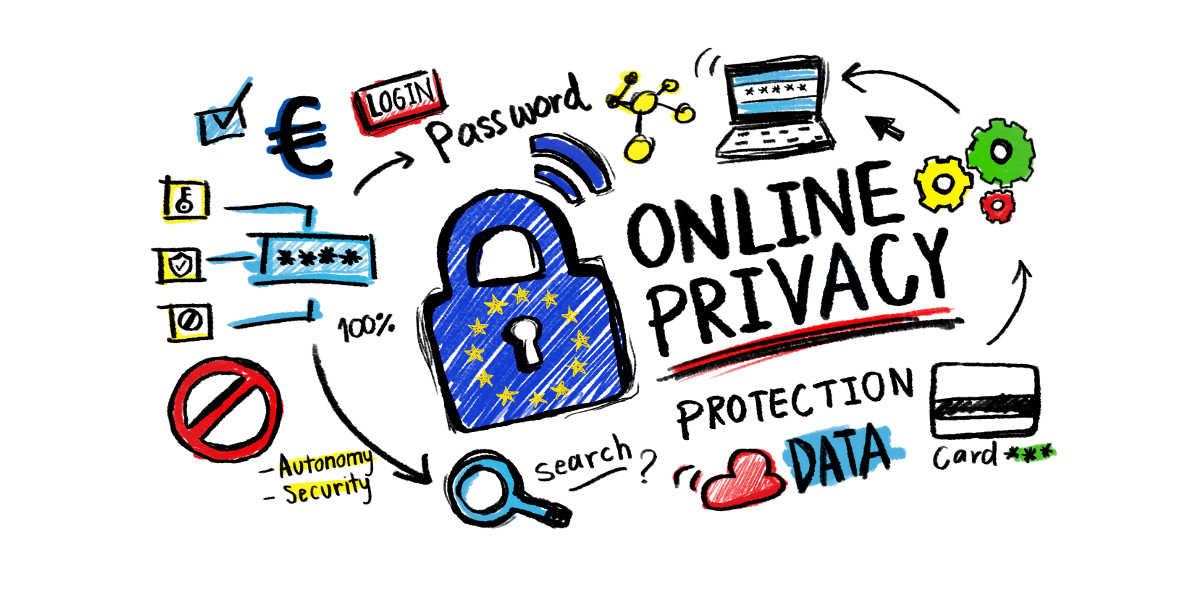 LOGIN
Password
€
*****
ONLINE
PRIVACY
****
100%
PROTECTION
DATA
Card ***
- Autonomy
- Security
search ?